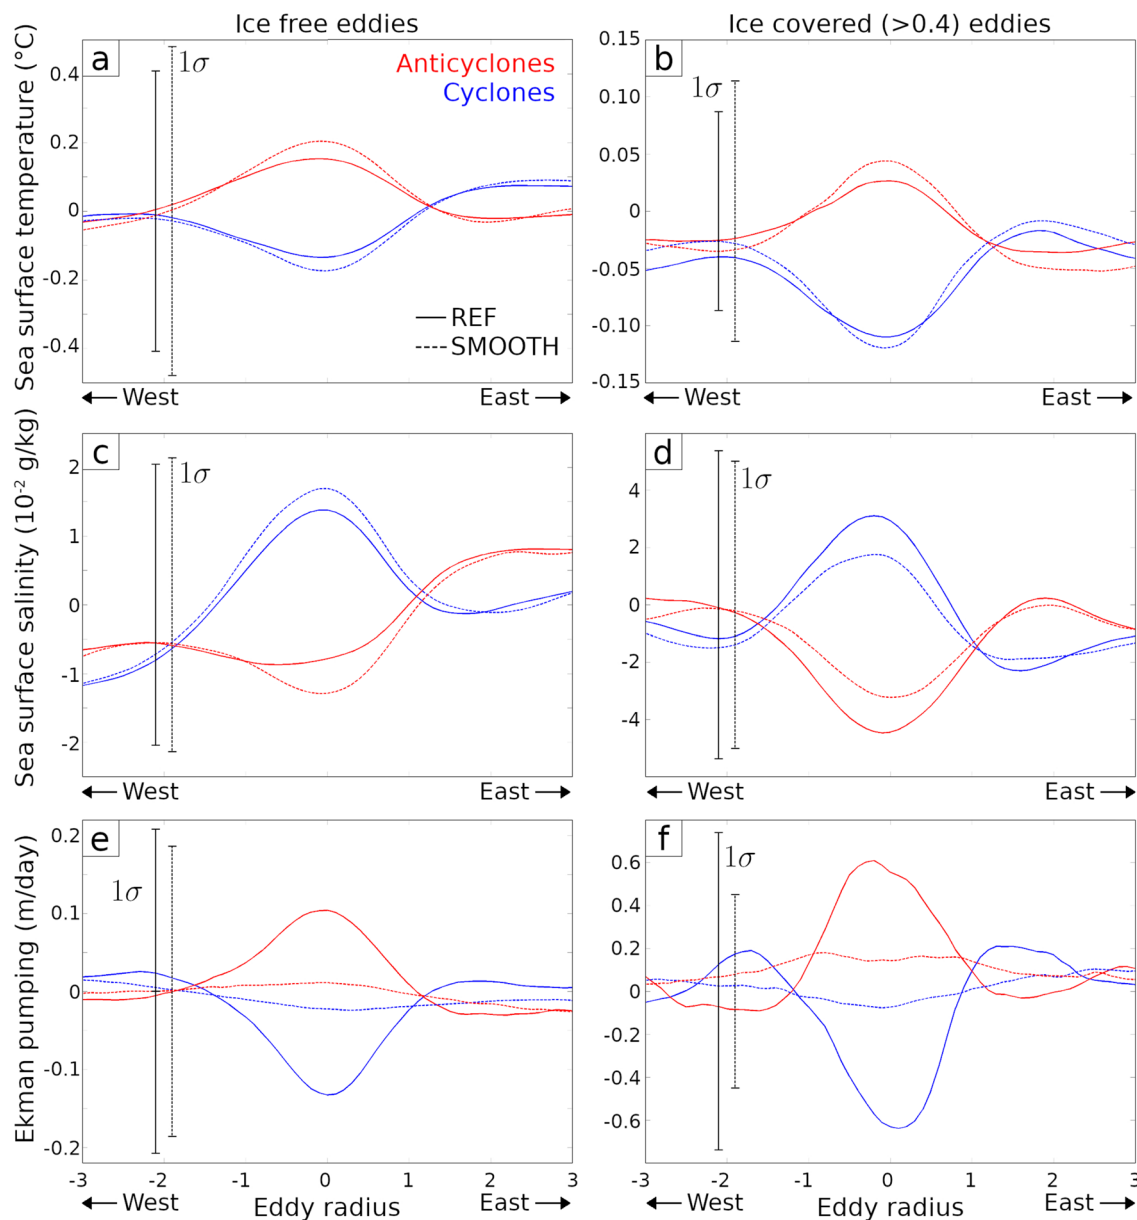 Ice free eddies
Ice covered (>0.4) eddies
Sea surface temperature (°C)
a
1σ
Anticyclones
Cyclones
REF
SMOOTH
0.4
0.2
0
-0.2
-0.4
West
East
b
1σ
0.15
0.10
0.05
0
-0.05
-0.10
-0.15
West
East
Sea surface salinity (10⁻² g/kg)
c
1σ
2
1
0
-1
-2
West
East
d
1σ
4
2
0
-2
-4
West
East
Ekman pumping (m/day)
e
1σ
0.2
0.1
0
-0.1
-0.2
-3 -2 -1 0 1 2 3
West
Eddy radius
East
f
1σ
0.6
0.4
0.2
0
-0.2
-0.4
-0.6
-3 -2 -1 0 1 2 3
West
Eddy radius
East